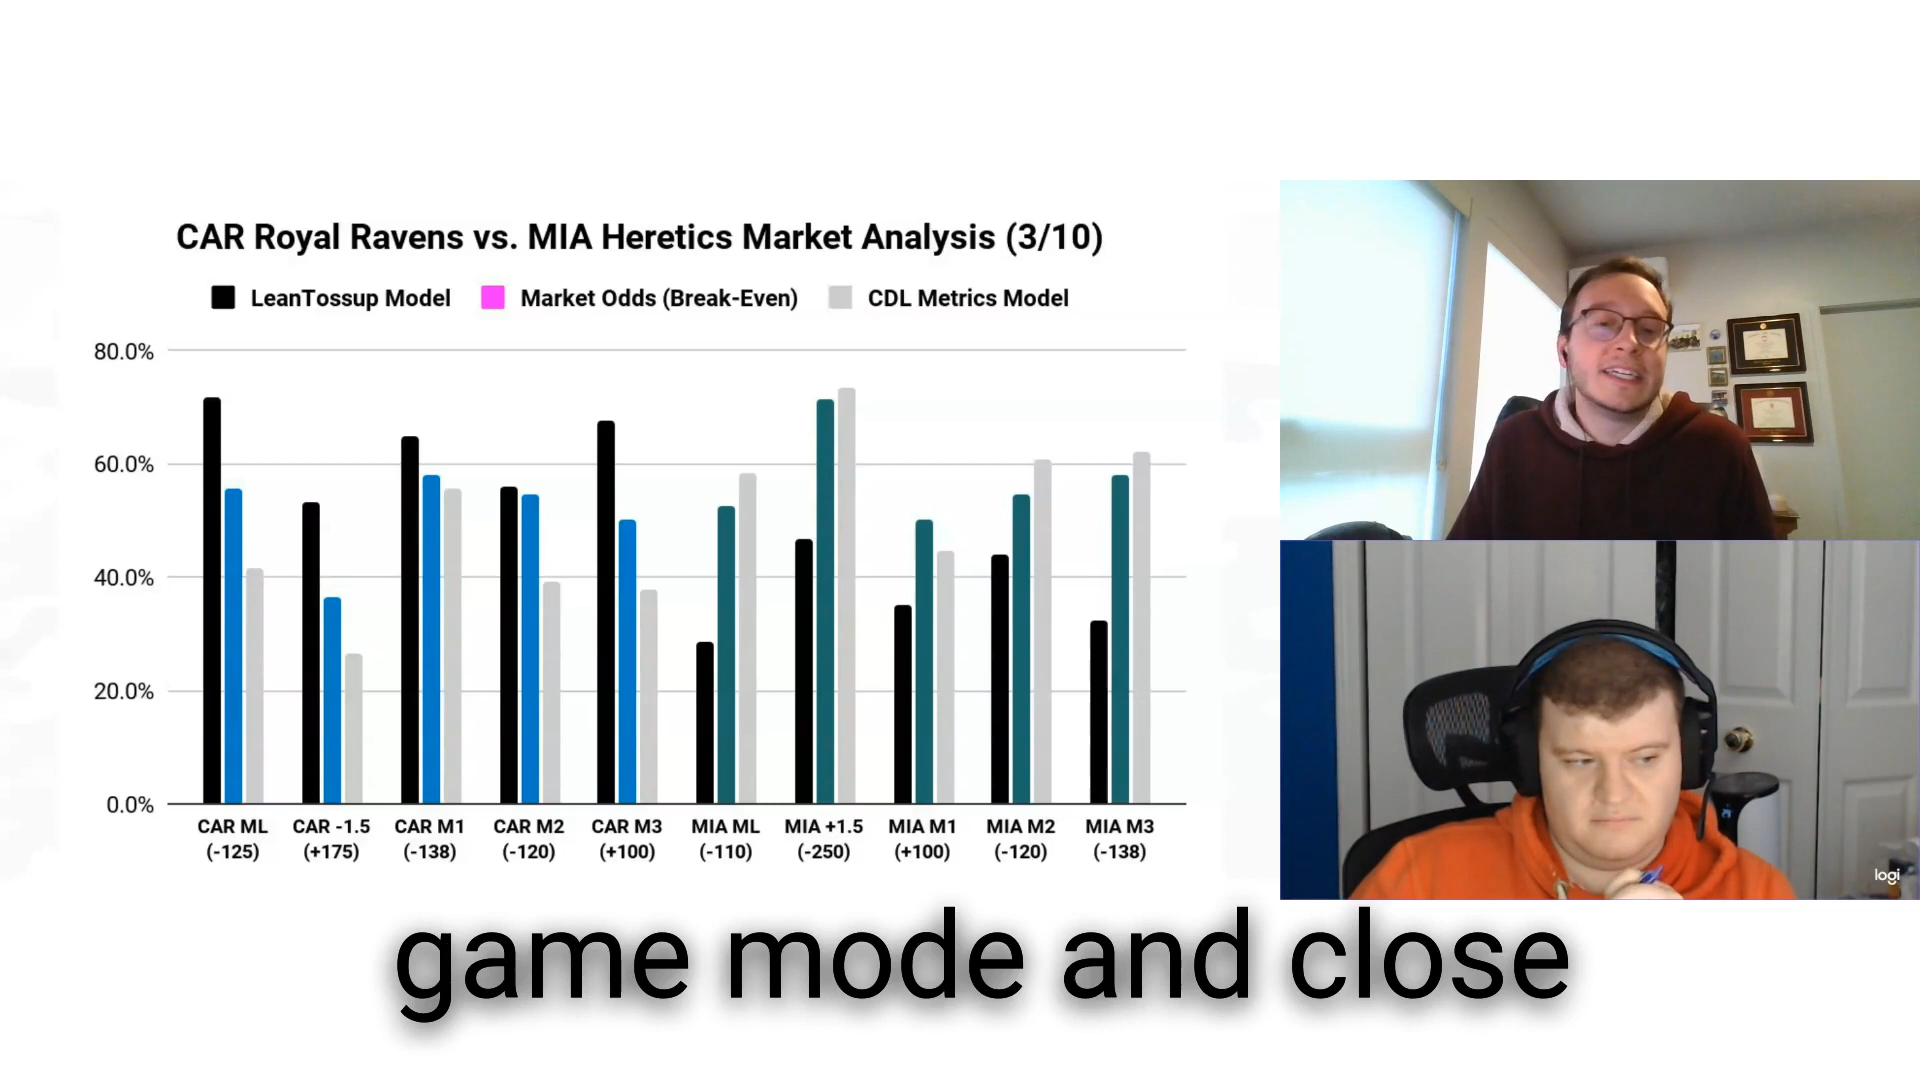 CAR Royal Ravens vs. MIA Heretics Market Analysis (3/10)
LeanTossup Model
Market Odds (Break-Even)
CDL Metrics Model
80.0%
60.0%
40.0%
20.0%
0.0%
CAR ML
(-125)
CAR -1.5
(+175)
CAR M1
(-138)
CAR M2
(-120)
CAR M3
(+100)
MIA ML
(-110)
MIA +1.5
(-250)
MIA M1
(+100)
MIA M2
(-120)
MIA M3
(-138)
logi
game mode and close